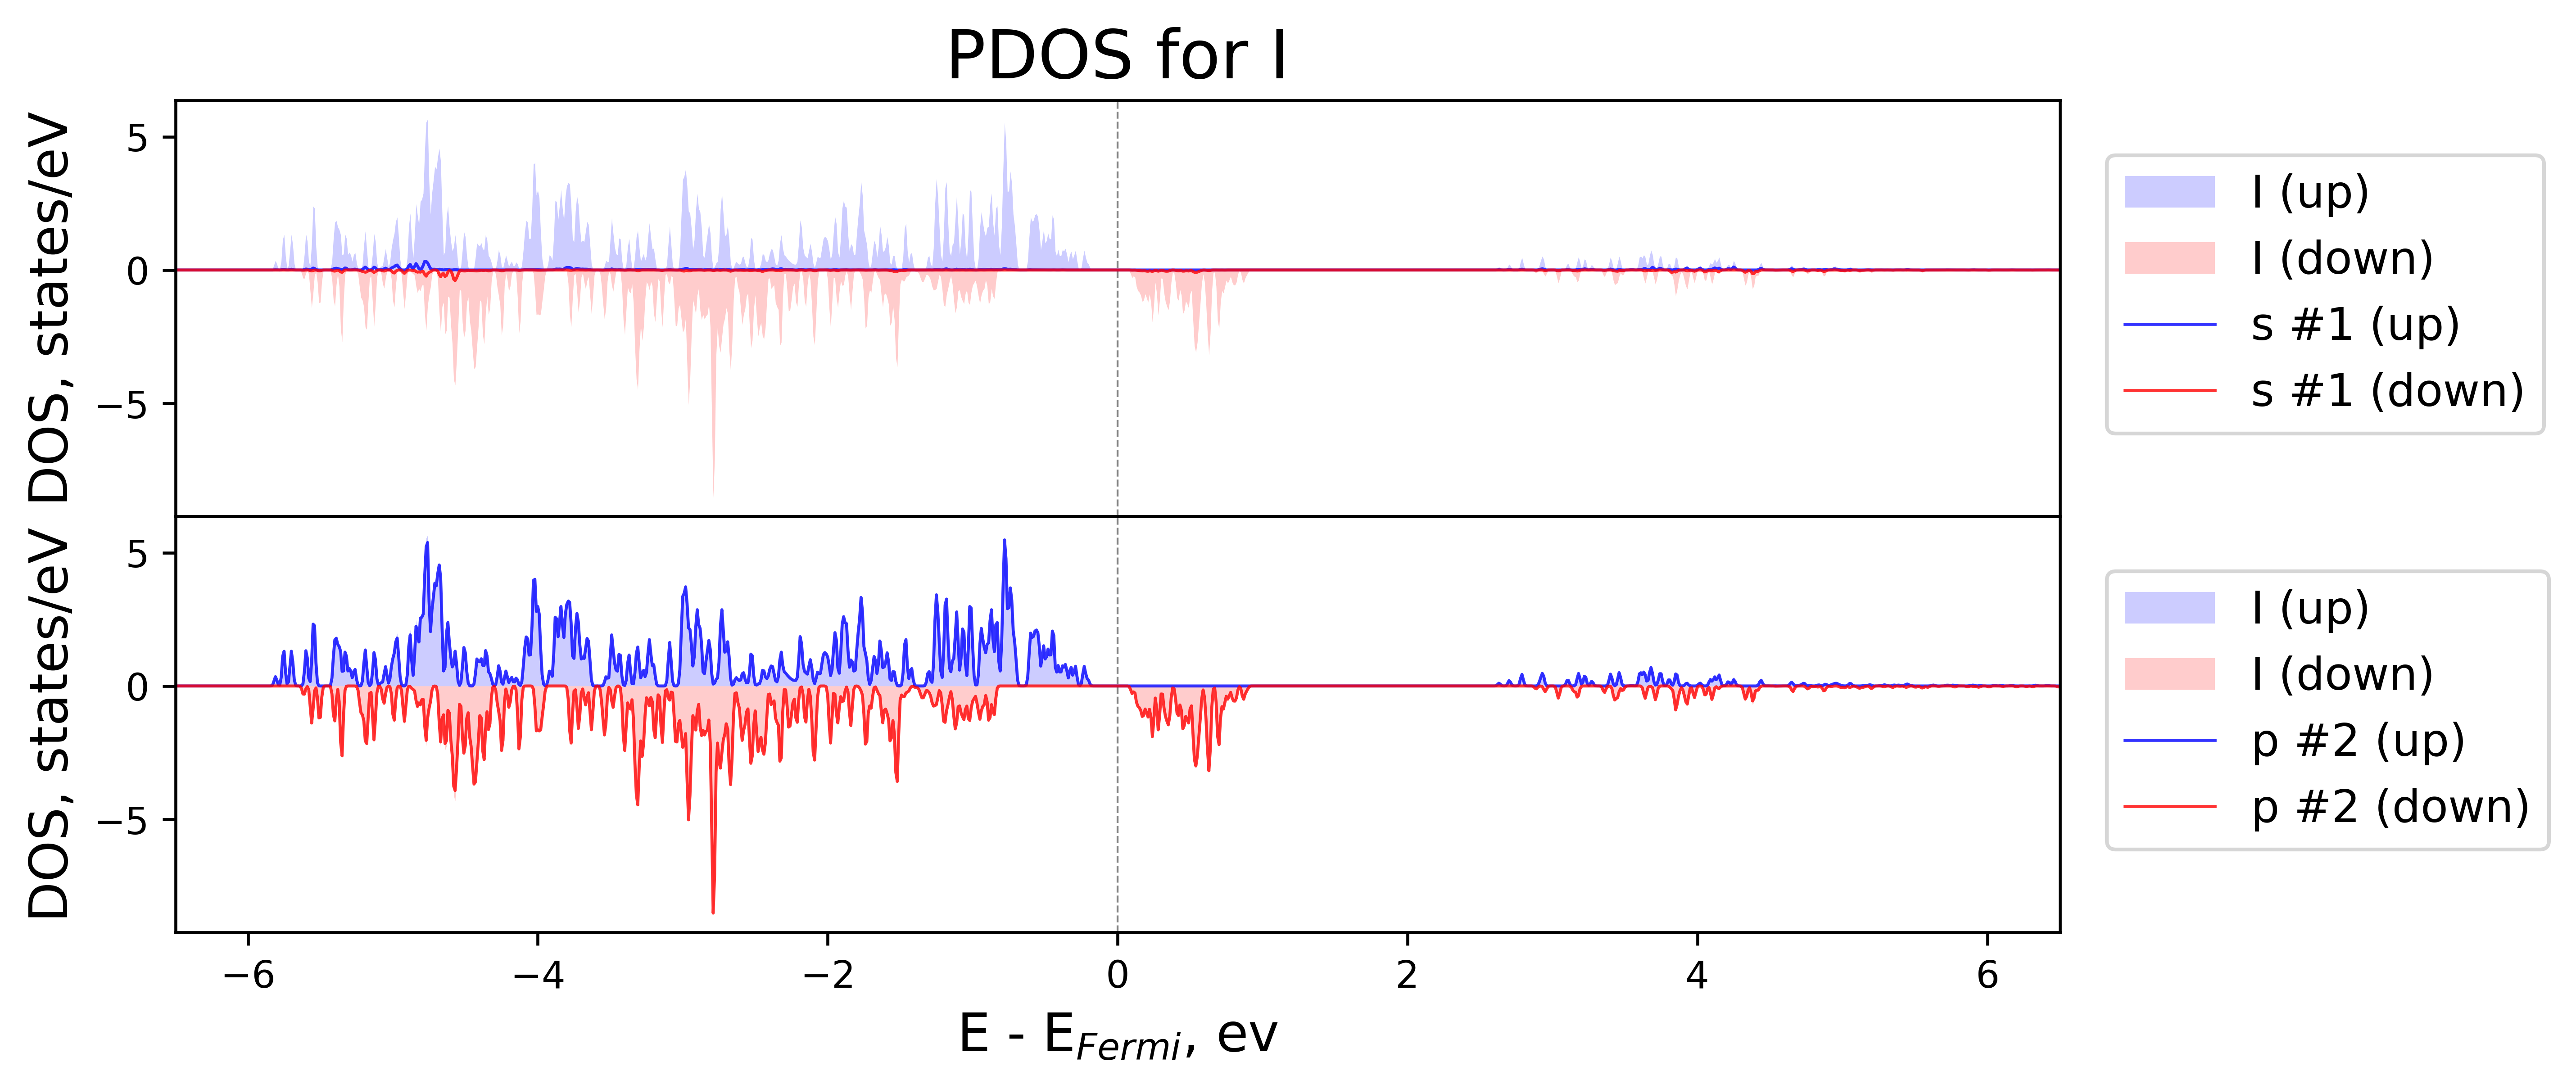 PDOS for I
DOS, states/eV
5
0
−5
I (up)
I (down)
s #1 (up)
s #1 (down)
DOS, states/eV
5
0
−5
I (up)
I (down)
p #2 (up)
p #2 (down)
−6 −4 −2 0 2 4 6
E - E_Fermi, ev